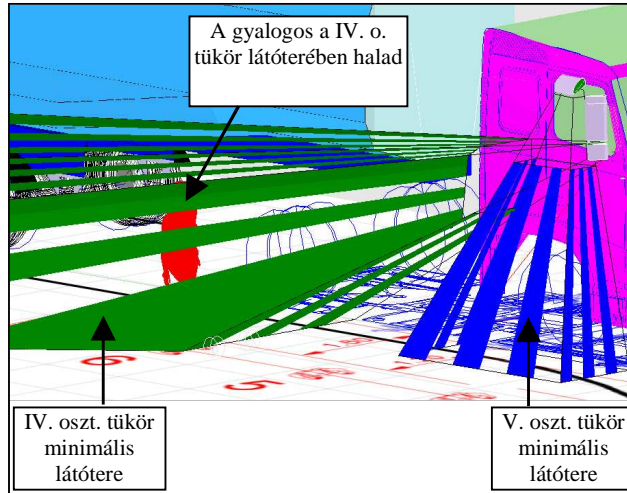 A gyalogos a IV. o.
tükör látóterében halad
IV. oszt. tükör
minimális
látótere
V. oszt. tükör
minimális
látótere